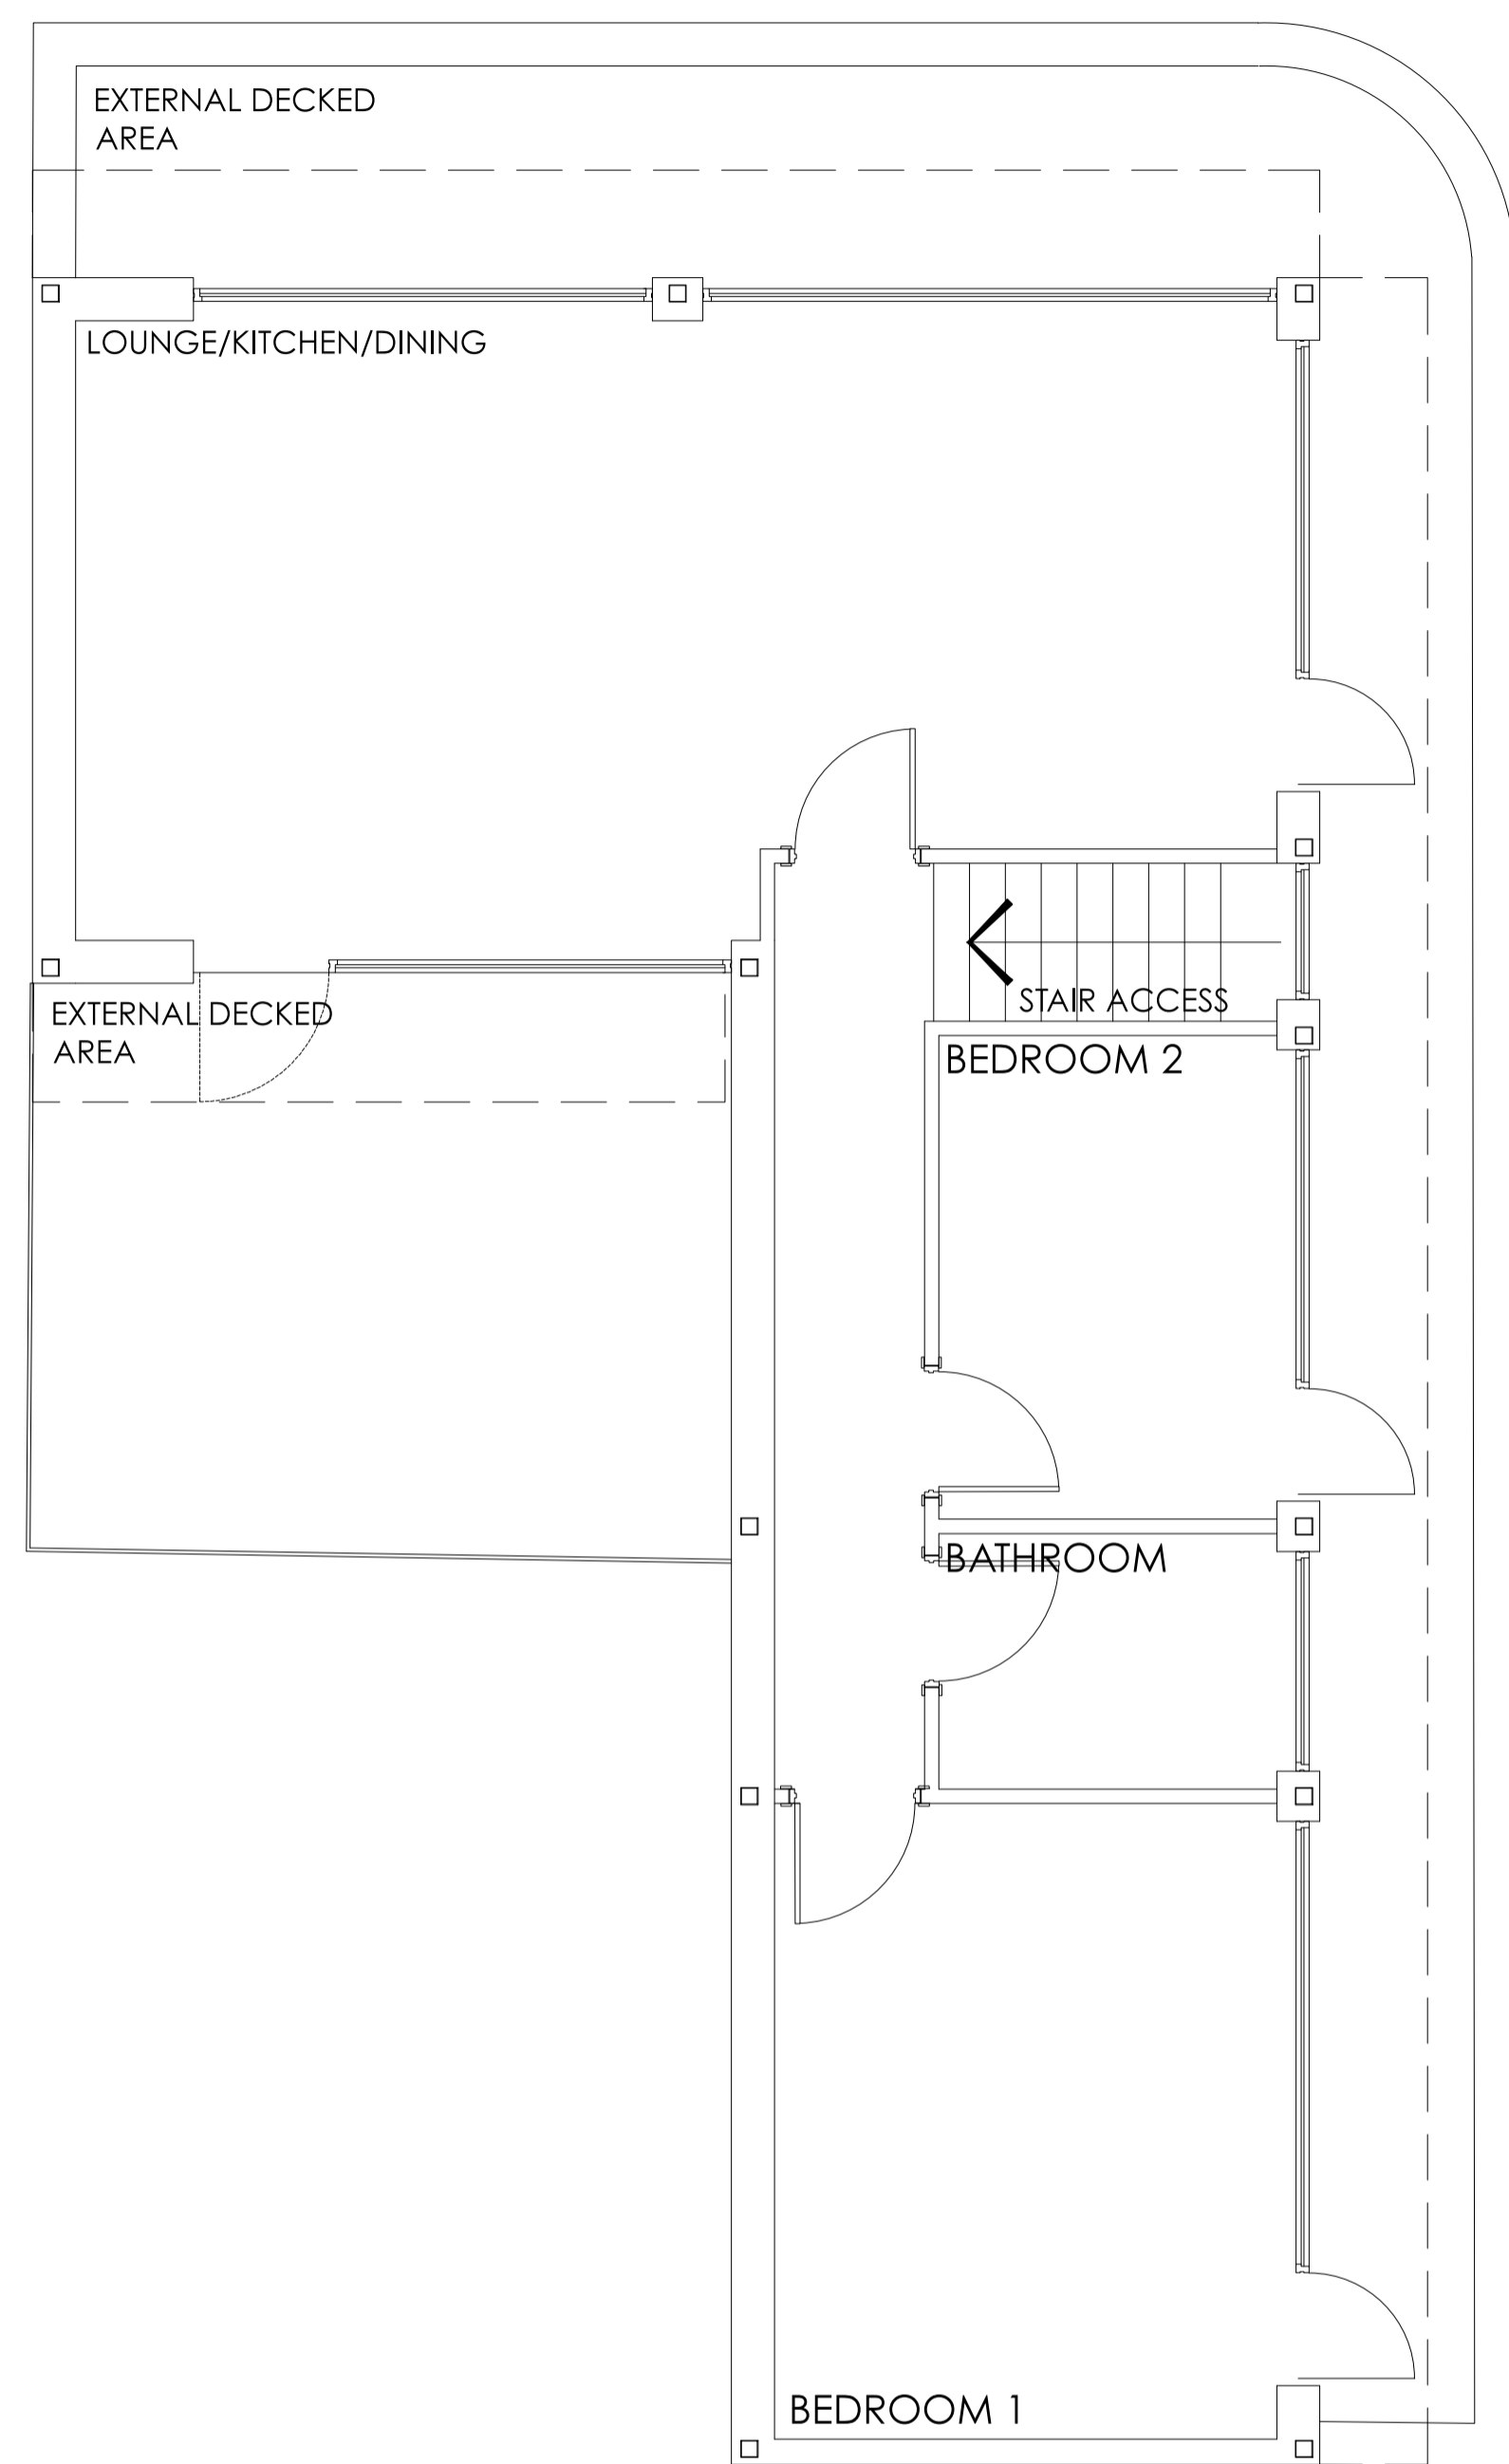 EXTERNAL DECKED
AREA
LOUNGE/KITCHEN/DINING
EXTERNAL DECKED
AREA
STAIR ACCESS
BEDROOM 2
BATHROOM
BEDROOM 1